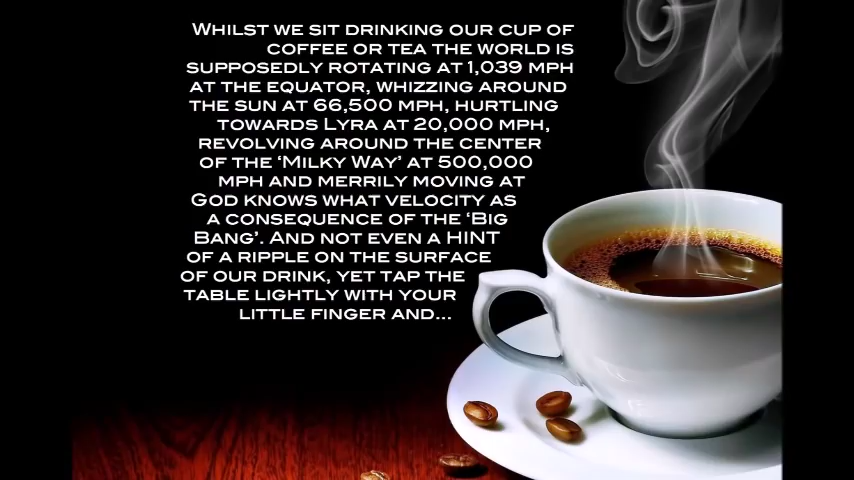 Whilst we sit drinking our cup of
coffee or tea the world is
supposedly rotating at 1,039 mph
at the equator, whizzing around
the sun at 66,500 mph, hurtling
towards Lyra at 20,000 mph,
revolving around the center
of the ‘Milky Way’ at 500,000
mph and merrily moving at
God knows what velocity as
a consequence of the ‘Big
Bang’. And not even a HINT
of a ripple on the surface
of our drink, yet tap the
table lightly with your
little finger and...